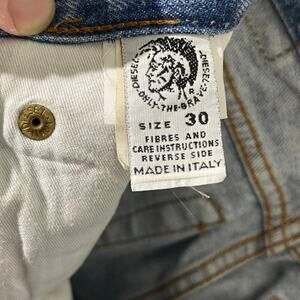 DIESEL
ONLY-THE-BRAVE
DIESEL
SIZE 30
FIBRES AND
CARE INSTRUCTIONS
REVERSE SIDE
MADE IN ITALY